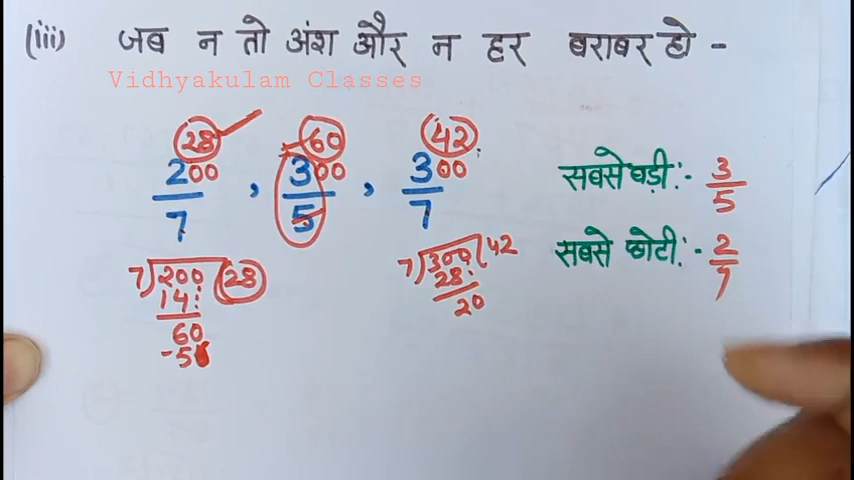 (iii) जब न तो अंश और न हर बराबर हो -
Vidhyakulam Classes
28 60 42
200/7 , 300/5 , 300/7
सबसे बड़ी:- 3/5
सबसे छोटी:- 2/7
7)200(28
14
60
-56
7)300(42
28
20